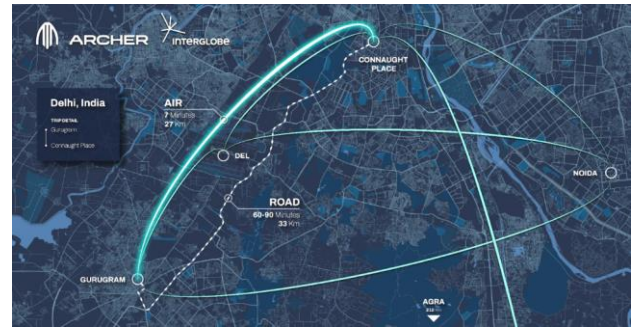 ARCHER
INTERGLOBE
Delhi, India
TRIP DETAIL
Gurugram
Connaught Place
CONNAUGHT
PLACE
AIR
7 Minutes
27 Km
DEL
NOIDA
ROAD
60-90 Minutes
33 Km
GURUGRAM
AGRA